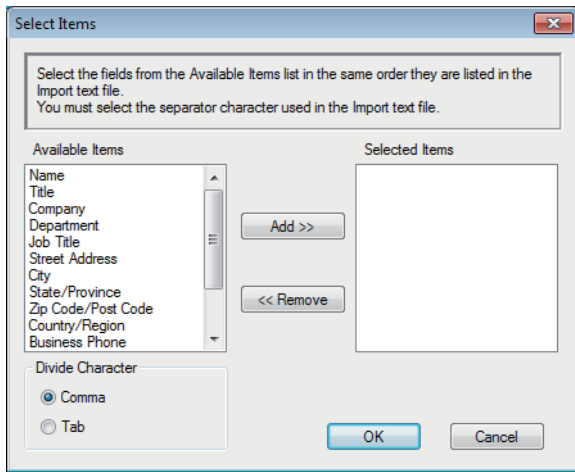 Select Items
Select the fields from the Available Items list in the same order they are listed in the
Import text file.
You must select the separator character used in the Import text file.
Available Items
Selected Items
Name
Title
Company
Department
Job Title
Street Address
City
State/Province
Zip Code/Post Code
Country/Region
Business Phone
Add >>
<< Remove
Divide Character
Comma
Tab
OK
Cancel